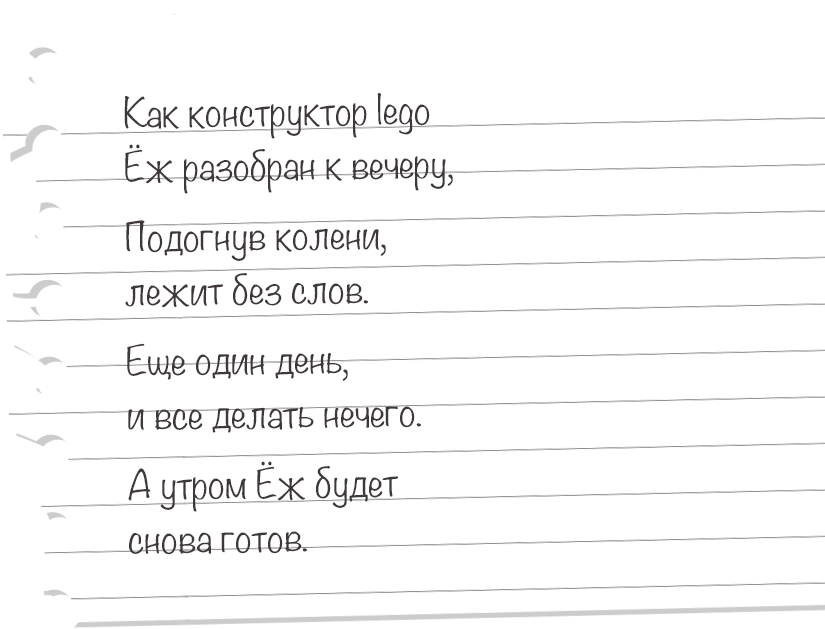 Как конструктор lego
Ёж разобран к вечеру,
Подогнув колени,
лежит без слов.
Еще один день,
и все делать нечего.
А утром Ёж будет
снова готов.